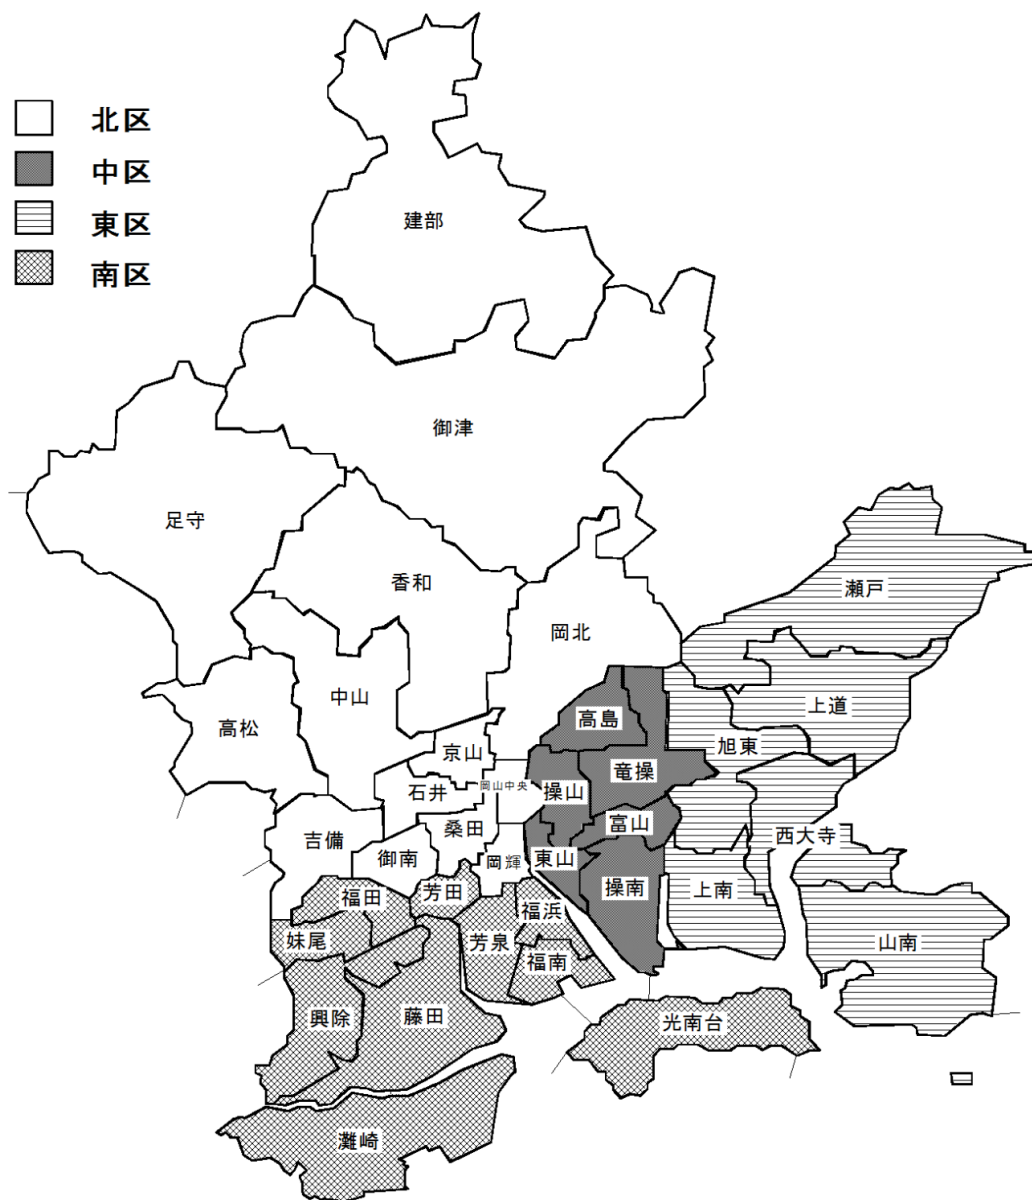 北区
中区
東区
南区
建部
御津
足守
香和
瀬戸
岡北
中山
上道
高松
高島
旭東
京山
竜操
石井
岡山中央
操山
桑田
富山
西大寺
吉備
御南
岡輝
東山
操南
上南
福田
芳田
福浜
妹尾
芳泉
山南
福南
興除
藤田
光南台
灘崎